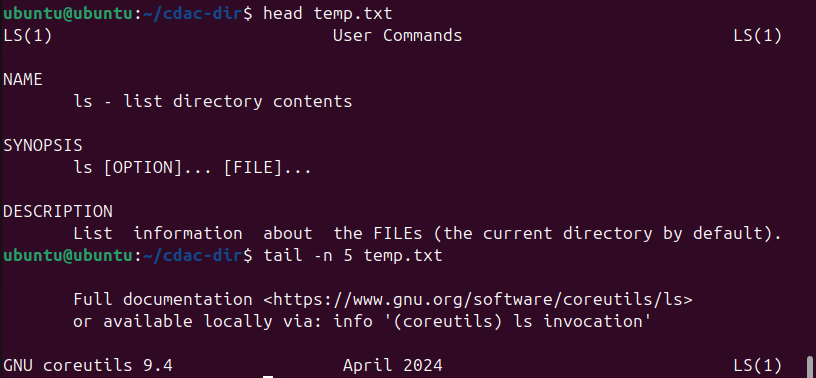 ubuntu@ubuntu:~/cdac-dir$ head temp.txt
LS(1)                            User Commands                           LS(1)
NAME
       ls - list directory contents
SYNOPSIS
       ls [OPTION]... [FILE]...
DESCRIPTION
       List  information  about  the FILEs (the current directory by default).
ubuntu@ubuntu:~/cdac-dir$ tail -n 5 temp.txt
       Full documentation <https://www.gnu.org/software/coreutils/ls>
       or available locally via: info '(coreutils) ls invocation'
GNU coreutils 9.4                 April 2024                             LS(1)